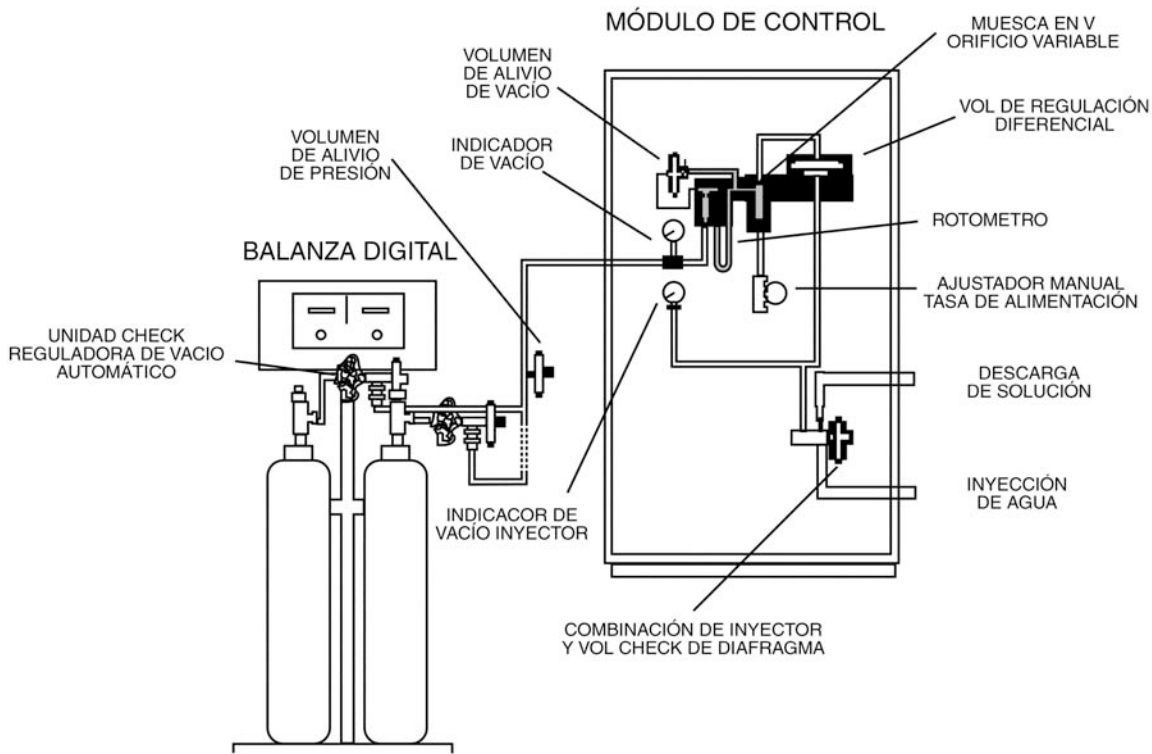 MÓDULO DE CONTROL
MUESCA EN V
ORIFICIO VARIABLE
VOLUMEN
DE ALIVIO
DE VACÍO
VOL DE REGULACIÓN
DIFERENCIAL
VOLUMEN
DE ALIVIO
DE PRESIÓN
INDICADOR
DE VACÍO
ROTOMETRO
BALANZA DIGITAL
AJUSTADOR MANUAL
TASA DE ALIMENTACIÓN
UNIDAD CHECK
REGULADORA DE VACIO
AUTOMÁTICO
DESCARGA
DE SOLUCIÓN
INYECCIÓN
DE AGUA
INDICACOR DE
VACÍO INYECTOR
COMBINACIÓN DE INYECTOR
Y VOL CHECK DE DIAFRAGMA